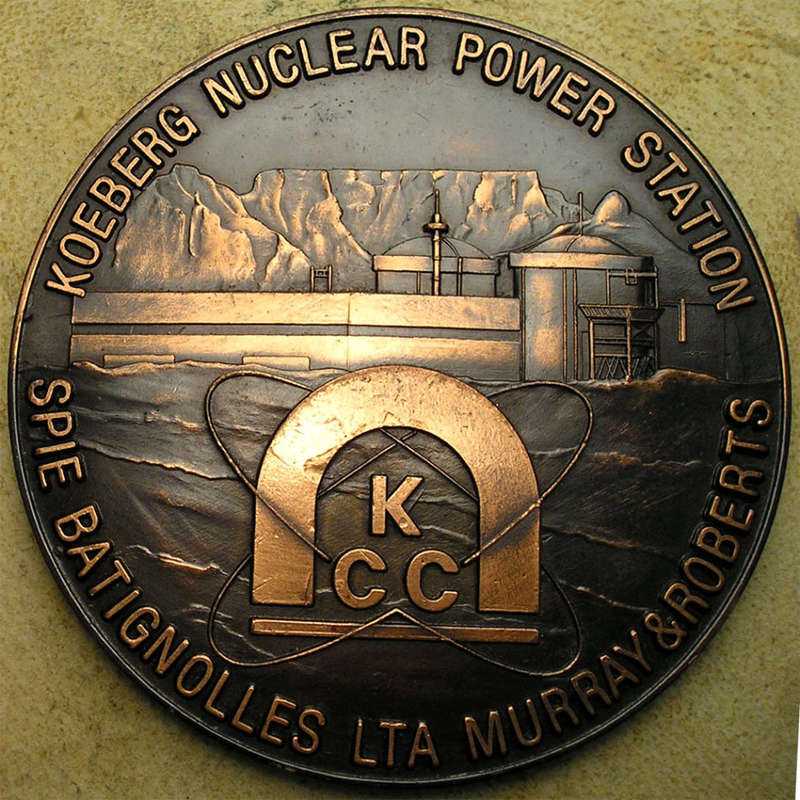 KOEBERG NUCLEAR POWER STATION
K
CC
SPIE BATIGNOLLES LTA MURRAY&ROBERTS